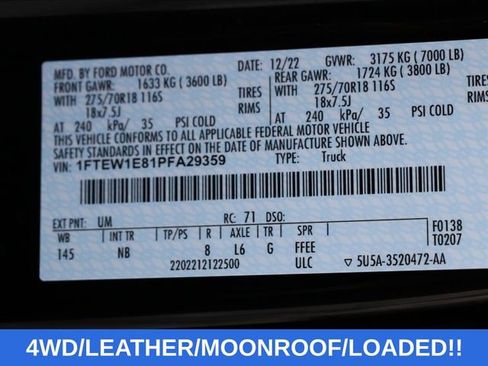 MFD. BY FORD MOTOR CO.
DATE: 12/22 GVWR: 3175 KG ( 7000 LB)
FRONT GAWR: 1633 KG ( 3600 LB) REAR GAWR: 1724 KG ( 3800 LB)
WITH 275/70R18 116S TIRES WITH 275/70R18 116S TIRES
18x7.5J RIMS 18x7.5J RIMS
AT 240 kPa/ 35 PSI COLD AT 240 kPa/ 35 PSI COLD
THIS VEHICLE CONFORMS TO ALL APPLICABLE FEDERAL MOTOR VEHICLE
SAFETY STANDARDS IN EFFECT ON THE DATE OF MANUFACTURE SHOWN ABOVE.
VIN: 1FTEW1E81PFA29359 TYPE: Truck
EXT PNT: UM RC: 71 DSO: F0138
WB INT TR TP/PS R AXLE TR SPR T0207
145 NB 8 L6 G FFEE
2202212122500 ULC ▽ 5U5A-3520472-AA
4WD/LEATHER/MOONROOF/LOADED!!